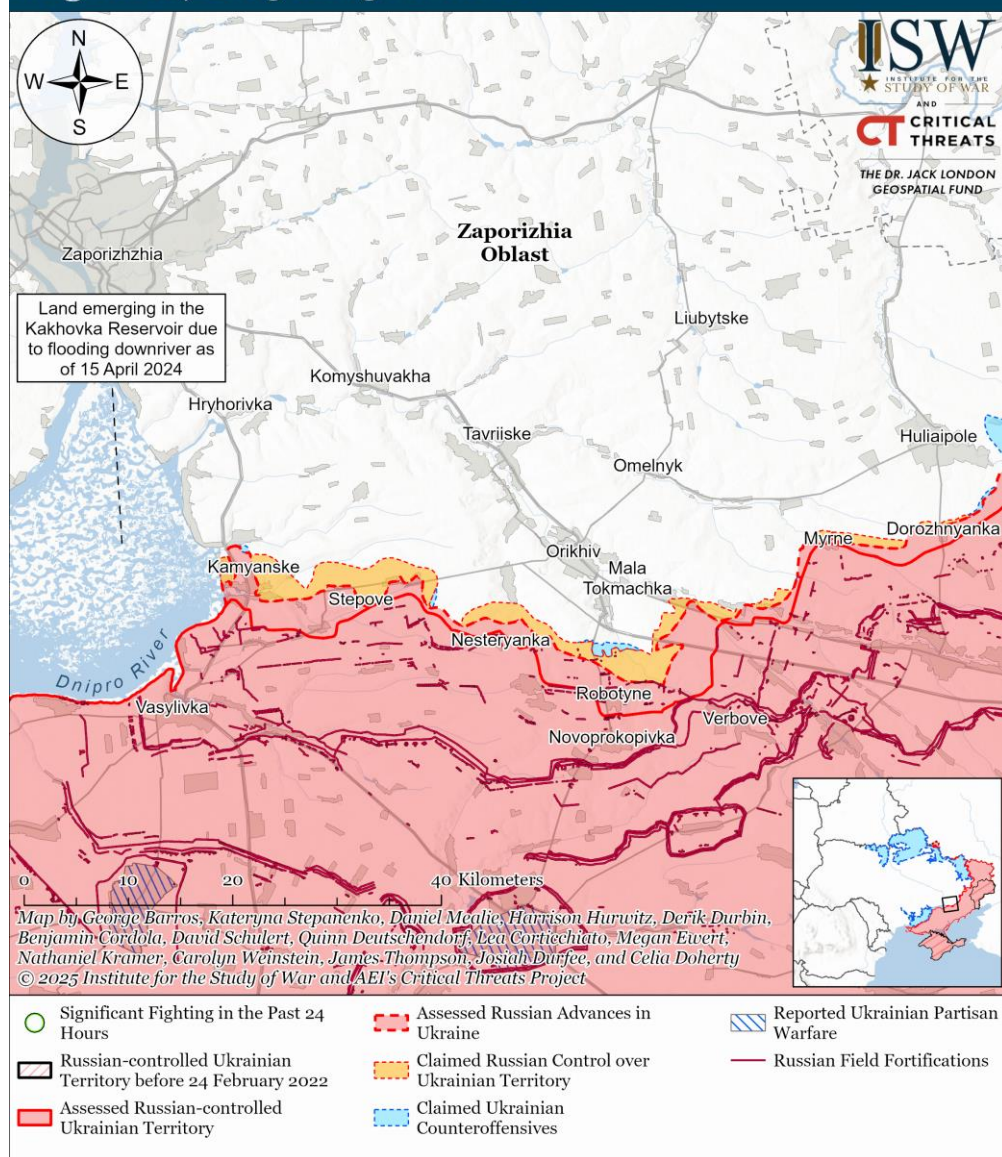 N
W E
S
ISW
INSTITUTE FOR THE
STUDY OF WAR
AND
CT CRITICAL
THREATS
THE DR. JACK LONDON
GEOSPATIAL FUND
Zaporizhia
Oblast
Zaporizhzhia
Land emerging in the
Kakhovka Reservoir due
to flooding downriver as
of 15 April 2024
Liubytske
Komyshuvakha
Hryhorivka
Tavriiske
Huliaipole
Omelnyk
Dorozhnyanka
Myrne
Orikhiv
Kamyanske
Mala
Tokmachka
Stepove
Nesteryanka
Dnipro River
Robotyne
Vasylivka
Verbove
Novoprokopivka
0 10 20 40 Kilometers
Map by George Barros, Kateryna Stepanenko, Daniel Mealie, Harrison Hurwitz, Derik Durbin,
Benjamin Cordola, David Schulert, Quinn Deutschendorf, Lea Corticchiato, Megan Ewert,
Nathaniel Kramer, Carolyn Weinstein, James Thompson, Josiah Durfee, and Celia Doherty
© 2025 Institute for the Study of War and AEI's Critical Threats Project
Significant Fighting in the Past 24
Hours
Russian-controlled Ukrainian
Territory before 24 February 2022
Assessed Russian-controlled
Ukrainian Territory
Assessed Russian Advances in
Ukraine
Claimed Russian Control over
Ukrainian Territory
Claimed Ukrainian
Counteroffensives
Reported Ukrainian Partisan
Warfare
Russian Field Fortifications